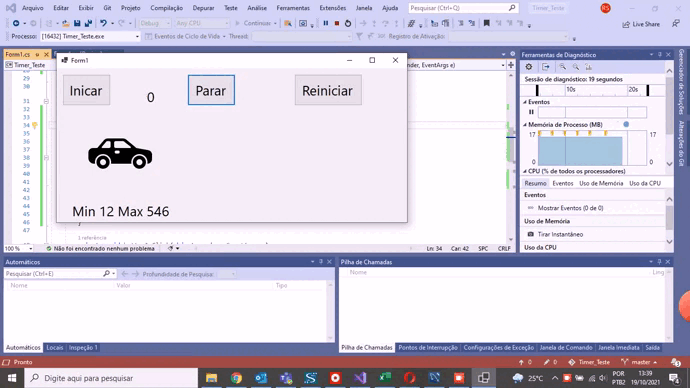 Arquivo Editar Exibir Git Projeto Compilação Depurar Teste Análise Ferramentas Extensões Janela Ajuda Pesquisar (Ctrl+Q) Timer_Teste RS
Debug Any CPU Continuar Live Share
Processo: [16432] Timer_Teste.exe Eventos de Ciclo de Vida Thread: Registro de Ativação:
Form1.cs
Form1
Inicar
0
Parar
Reiniciar
Min 12 Max 546
ender, EventArgs e)
29
30
31
32
33
34
35
36
37
38
39
40
41
42
43
44
45
46
1 referência
100 % Não foi encontrado nenhum problema Ln: 34 Car: 42 SPC CRLF
Ferramentas de Diagnóstico
Sessão de diagnóstico: 19 segundos
10s 20s
Eventos
Memória de Processo (MB)
17 17
0 0
CPU (% de todos os processadores)
Resumo Eventos Uso de Memória Uso da CPU
Eventos
Mostrar Eventos (0 de 0)
Uso de Memória
Tirar Instantâneo
Uso da CPU
Gerenciador de Soluções
Alterações do Git
Automáticos
Pesquisar (Ctrl+E) Profundidade de Pesquisa:
Nome Valor Tipo
Automáticos Locais Inspeção 1
Pilha de Chamadas
Nome Ling
Pilha de Chamadas Pontos de Interrupção Configurações de Exceção Janela de Comando Janela Imediata Saída
Pronto 0 0 Timer_Teste master
Digite aqui para pesquisar
25°C
POR
PTB2
13:39
19/10/2021